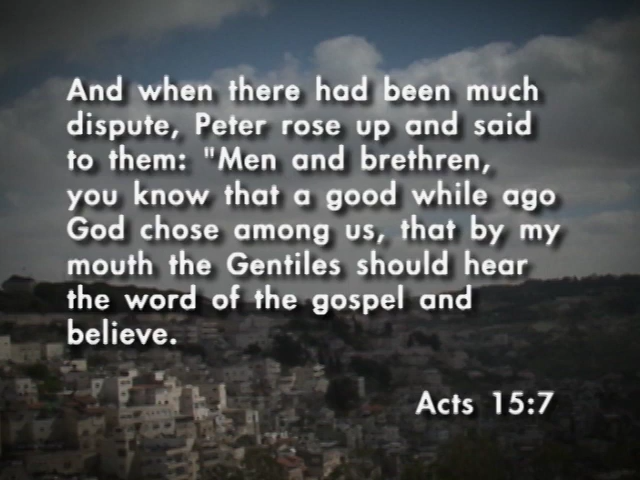 And when there had been much
dispute, Peter rose up and said
to them: "Men and brethren,
you know that a good while ago
God chose among us, that by my
mouth the Gentiles should hear
the word of the gospel and
believe.
Acts 15:7